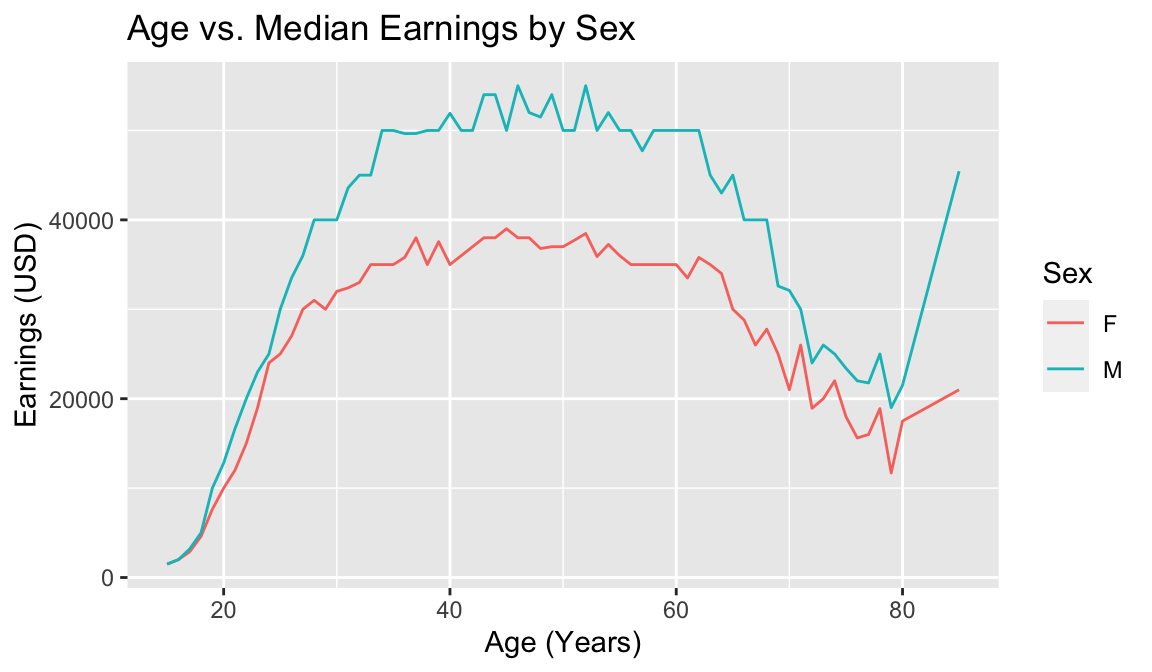 Age vs. Median Earnings by Sex
Earnings (USD)
40000
20000
0
20 40 60 80
Age (Years)
Sex
F
M